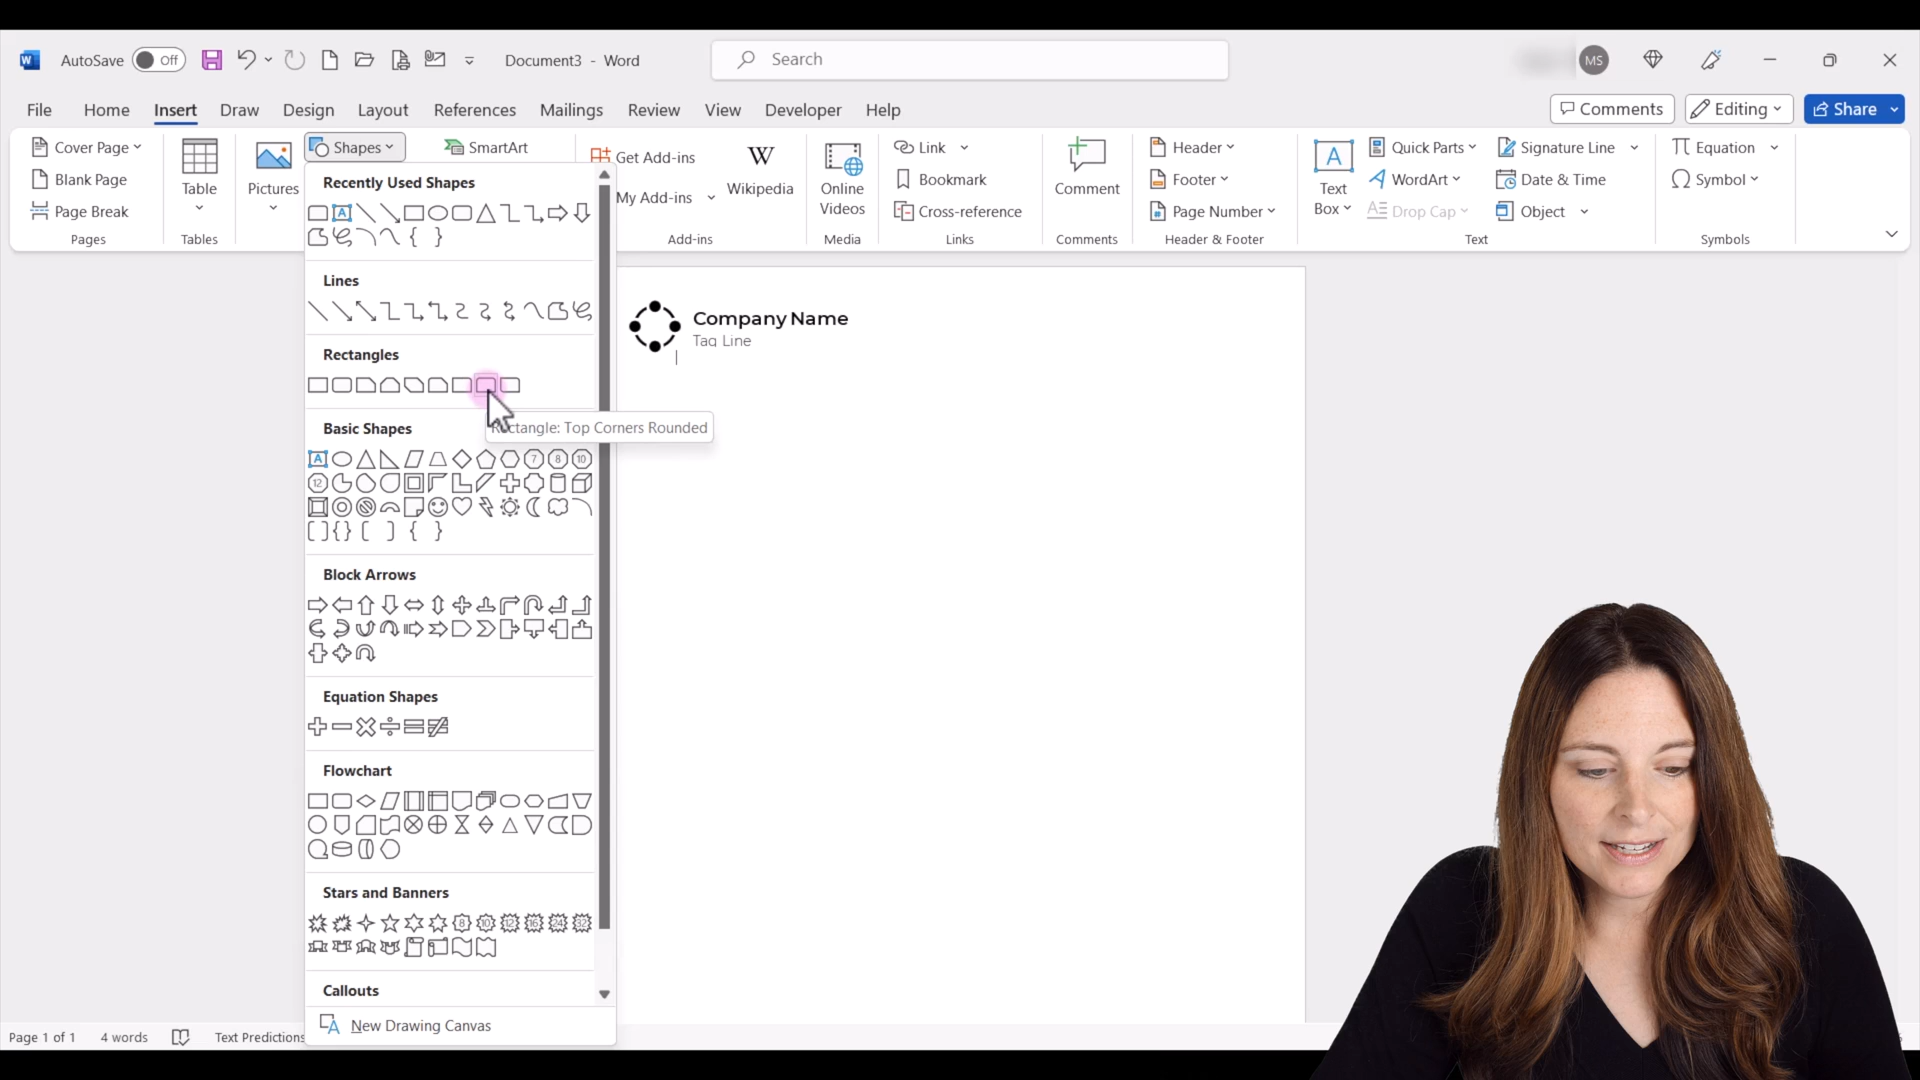 AutoSave Off Document3 - Word Search MS
File Home Insert Draw Design Layout References Mailings Review View Developer Help Comments Editing Share
Cover Page
Blank Page
Page Break
Pages
Table
Tables
Pictures
Shapes
SmartArt
Get Add-ins
My Add-ins
Add-ins
W
Wikipedia
Online
Videos
Media
Link
Bookmark
Cross-reference
Links
Comment
Comments
Header
Footer
Page Number
Header & Footer
A
Text
Box
Quick Parts
WordArt
Drop Cap
Signature Line
Date & Time
Object
Text
Equation
Symbol
Symbols
Recently Used Shapes
Lines
Rectangles
Rectangle: Top Corners Rounded
Basic Shapes
Block Arrows
Equation Shapes
Flowchart
Stars and Banners
Callouts
New Drawing Canvas
Company Name
Tag Line
Page 1 of 1 4 words Text Predictions